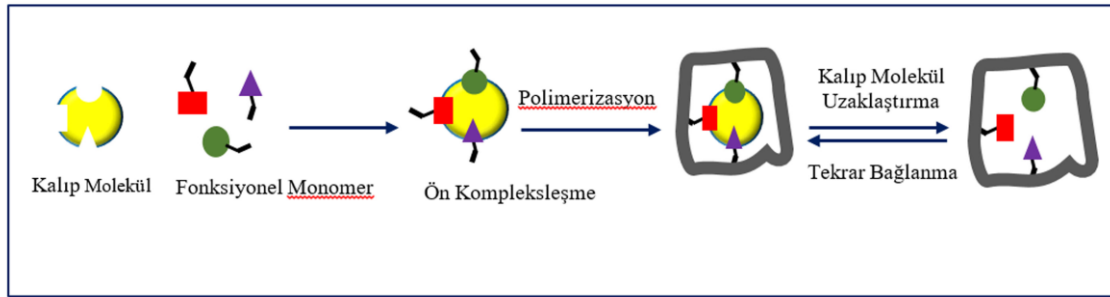 Kalıp Molekül
Fonksiyonel Monomer
Ön Kompleksleşme
Polimerizasyon
Kalıp Molekül
Uzaklaştırma
Tekrar Bağlanma